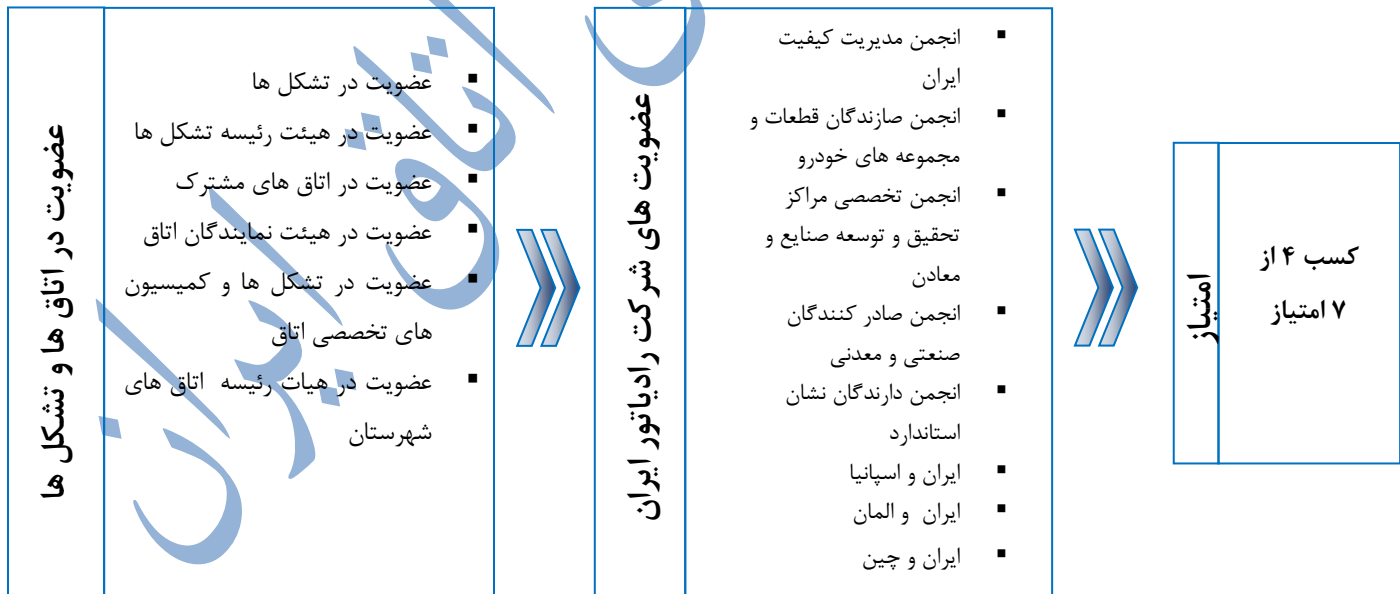 عضویت در اتاق ها و تشکل ها
▪ عضویت در تشکل ها
▪ عضویت در هیئت رئیسه تشکل ها
▪ عضویت در اتاق های مشترک
▪ عضویت در هیئت نمایندگان اتاق
▪ عضویت در تشکل ها و کمیسیون
های تخصصی اتاق
▪ عضویت در هیات رئیسه اتاق های
شهرستان
عضویت های شرکت رادیاتور ایران
▪ انجمن مدیریت کیفیت
ایران
▪ انجمن صازندگان قطعات و
مجموعه های خودرو
▪ انجمن تخصصی مراکز
تحقیق و توسعه صنایع و
معادن
▪ انجمن صادر کنندگان
صنعتی و معدنی
▪ انجمن دارندگان نشان
استاندارد
▪ ایران و اسپانیا
▪ ایران و المان
▪ ایران و چین
امتیاز
کسب ۴ از
۷ امتیاز
اتاق ایران